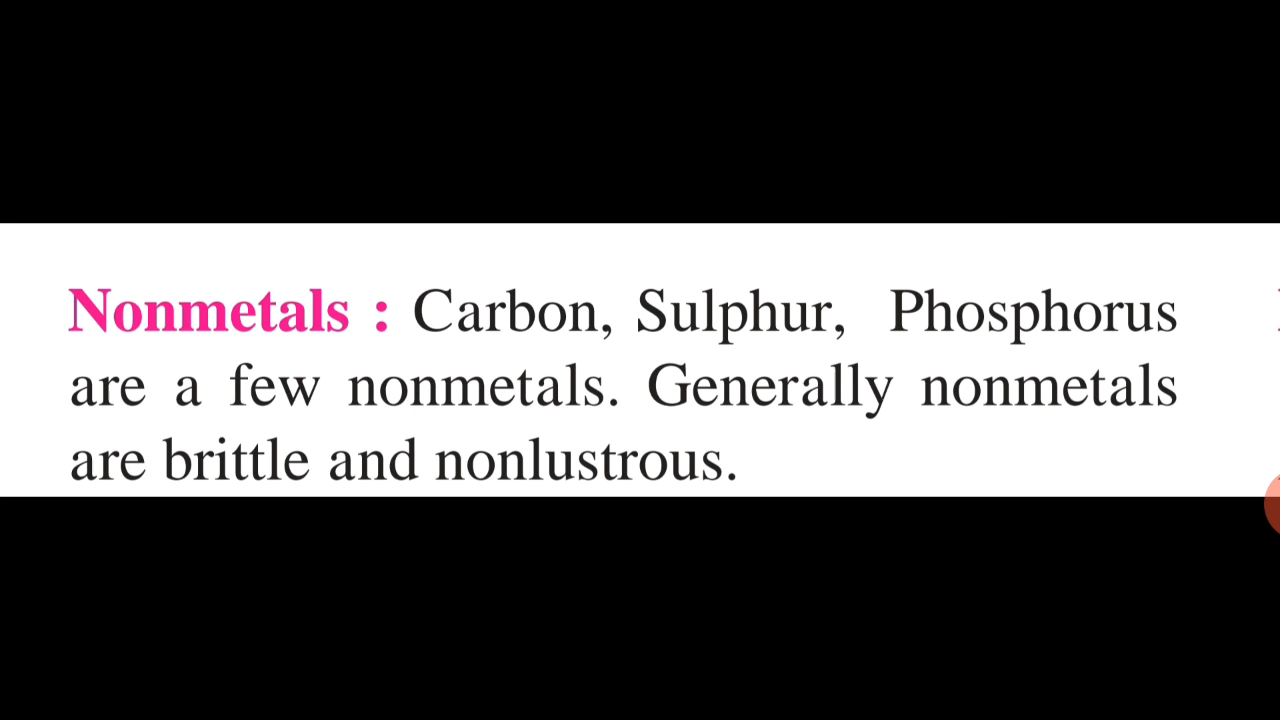 Nonmetals : Carbon, Sulphur, Phosphorus
are a few nonmetals. Generally nonmetals
are brittle and nonlustrous.